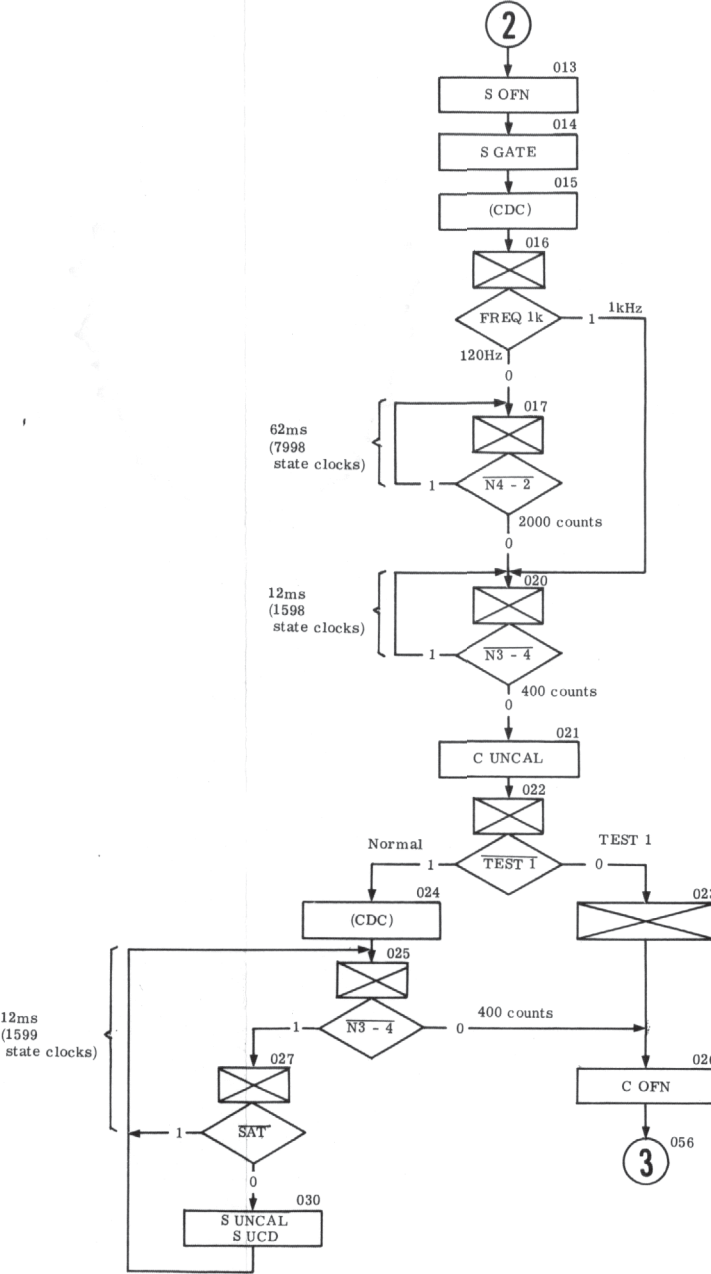 2
013
S OFN
014
S GATE
015
(CDC)
016
FREQ 1k
1
1kHz
120Hz
0
017
62ms
(7998
state clocks)
1
N4 - 2
2000 counts
0
020
12ms
(1598
state clocks)
1
N3 - 4
400 counts
0
021
C UNCAL
022
Normal
TEST 1
1
TEST 1
0
024
(CDC)
023
025
12ms
(1599
state clocks)
1
N3 - 4
0
400 counts
027
026
C OFN
1
SAT
3
056
0
030
S UNCAL
S UCD